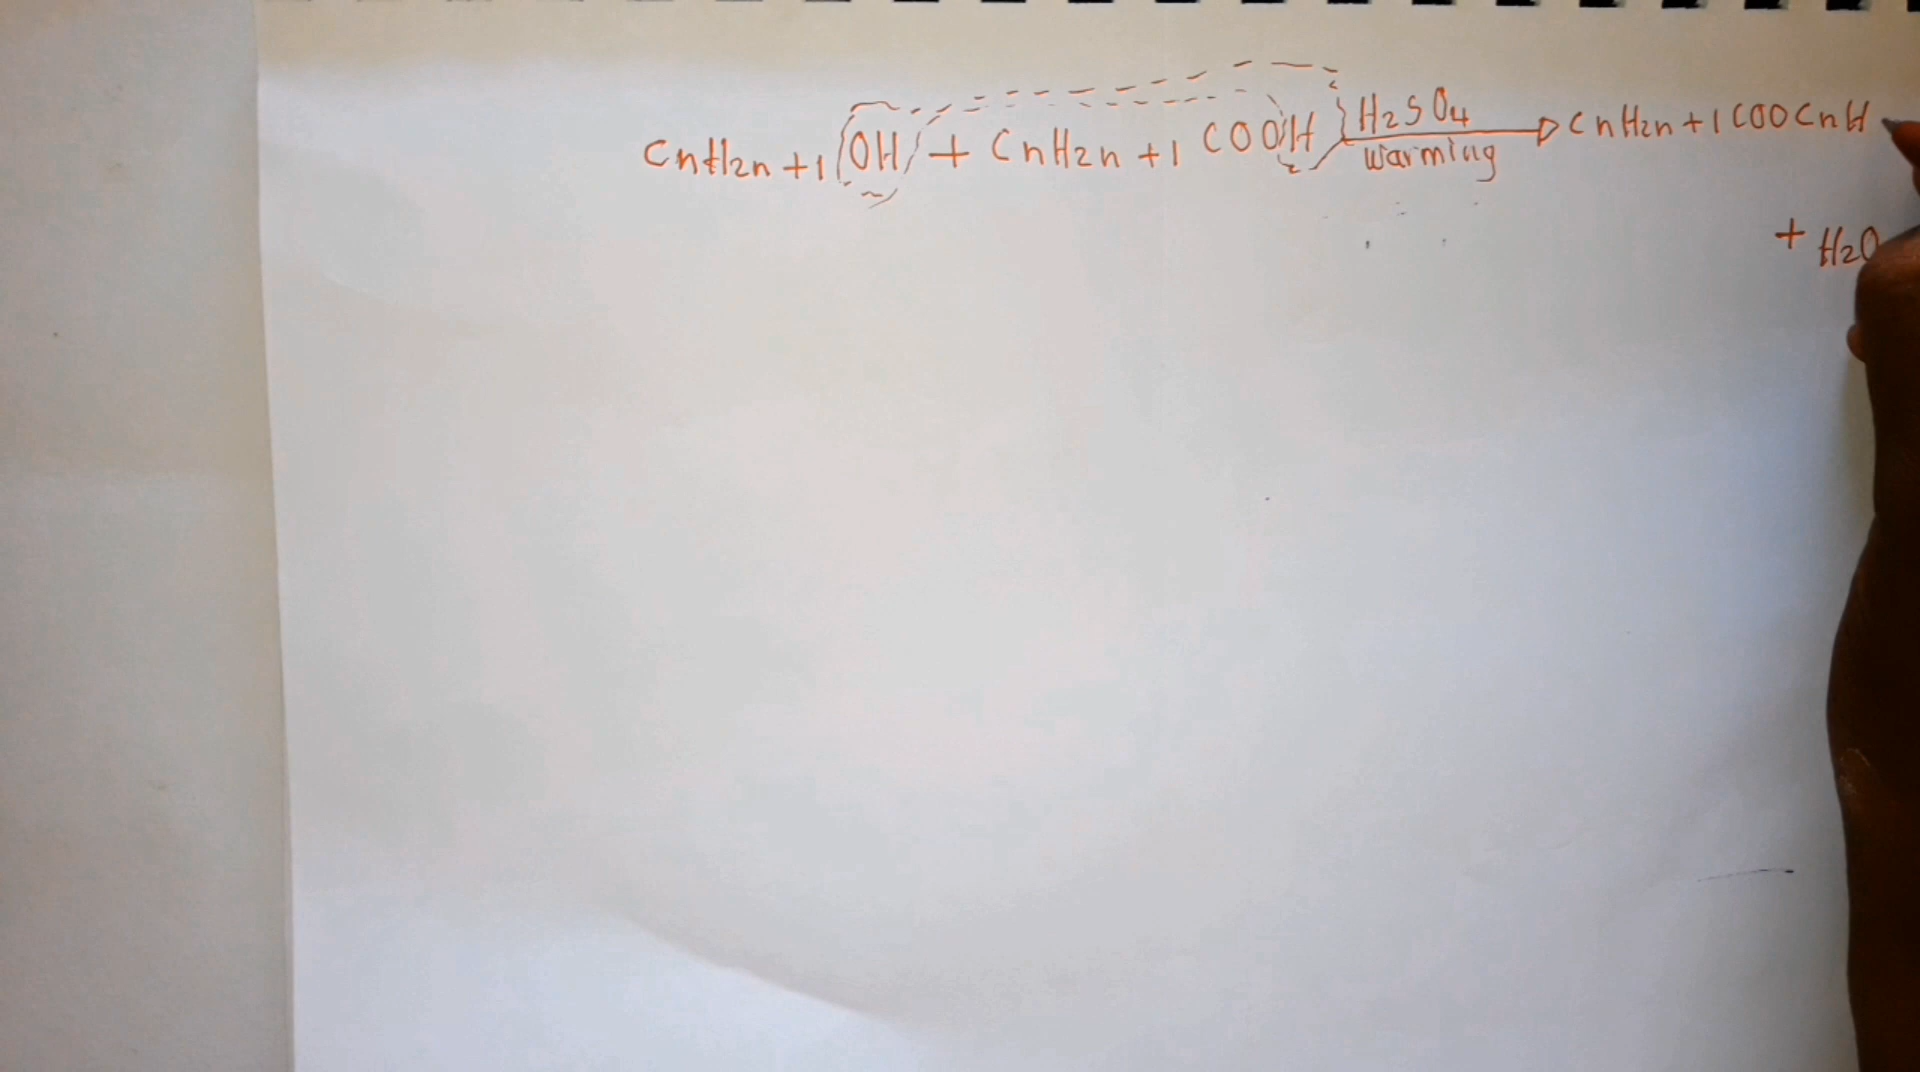 CnH2n+1 OH + CnH2n+1 COOH H2SO4 warming CnH2n+1COOCnH
+ H2O